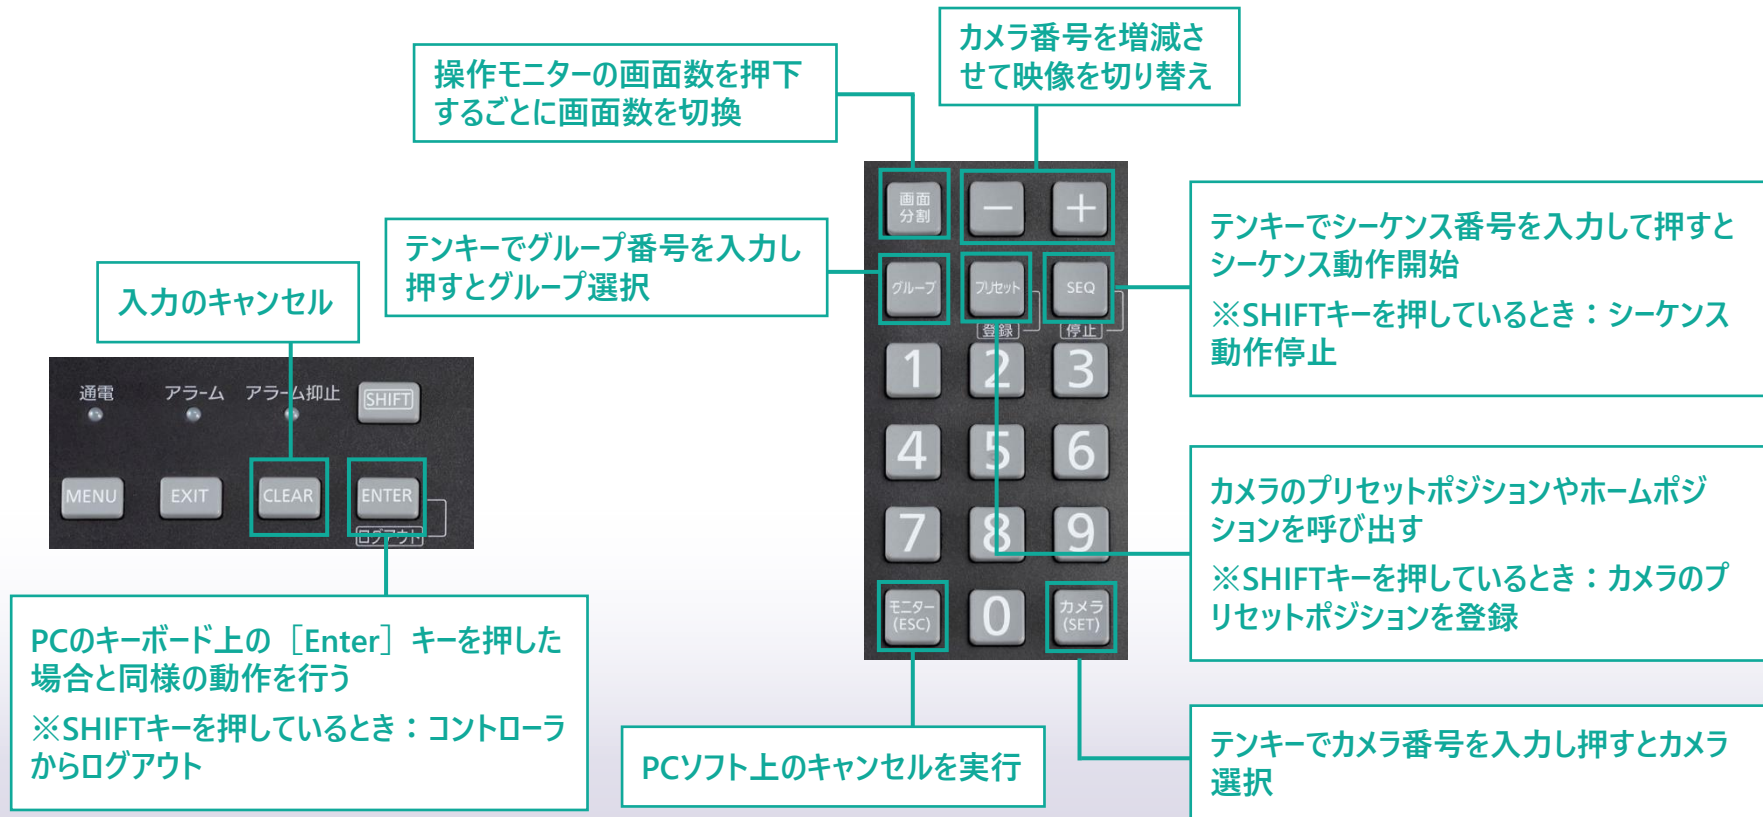 カメラ番号を増減さ
せて映像を切り替え
操作モニターの画面数を押下
するごとに画面数を切換
テンキーでグループ番号を入力し
押すとグループ選択
入力のキャンセル
通電
アラーム
アラーム抑止
SHIFT
MENU
EXIT
CLEAR
ENTER
ログアウト
PCのキーボード上の［Enter］キーを押した
場合と同様の動作を行う
※SHIFTキーを押しているとき：コントローラ
からログアウト
画面
分割
－
＋
グループ
プリセット
SEQ
登録
停止
1
2
3
4
5
6
7
8
9
モニター
(ESC)
0
カメラ
(SET)
PCソフト上のキャンセルを実行
テンキーでシーケンス番号を入力して押すと
シーケンス動作開始
※SHIFTキーを押しているとき：シーケンス
動作停止
カメラのプリセットポジションやホームポジ
ションを呼び出す
※SHIFTキーを押しているとき：カメラのプ
リセットポジションを登録
テンキーでカメラ番号を入力し押すとカメラ
選択